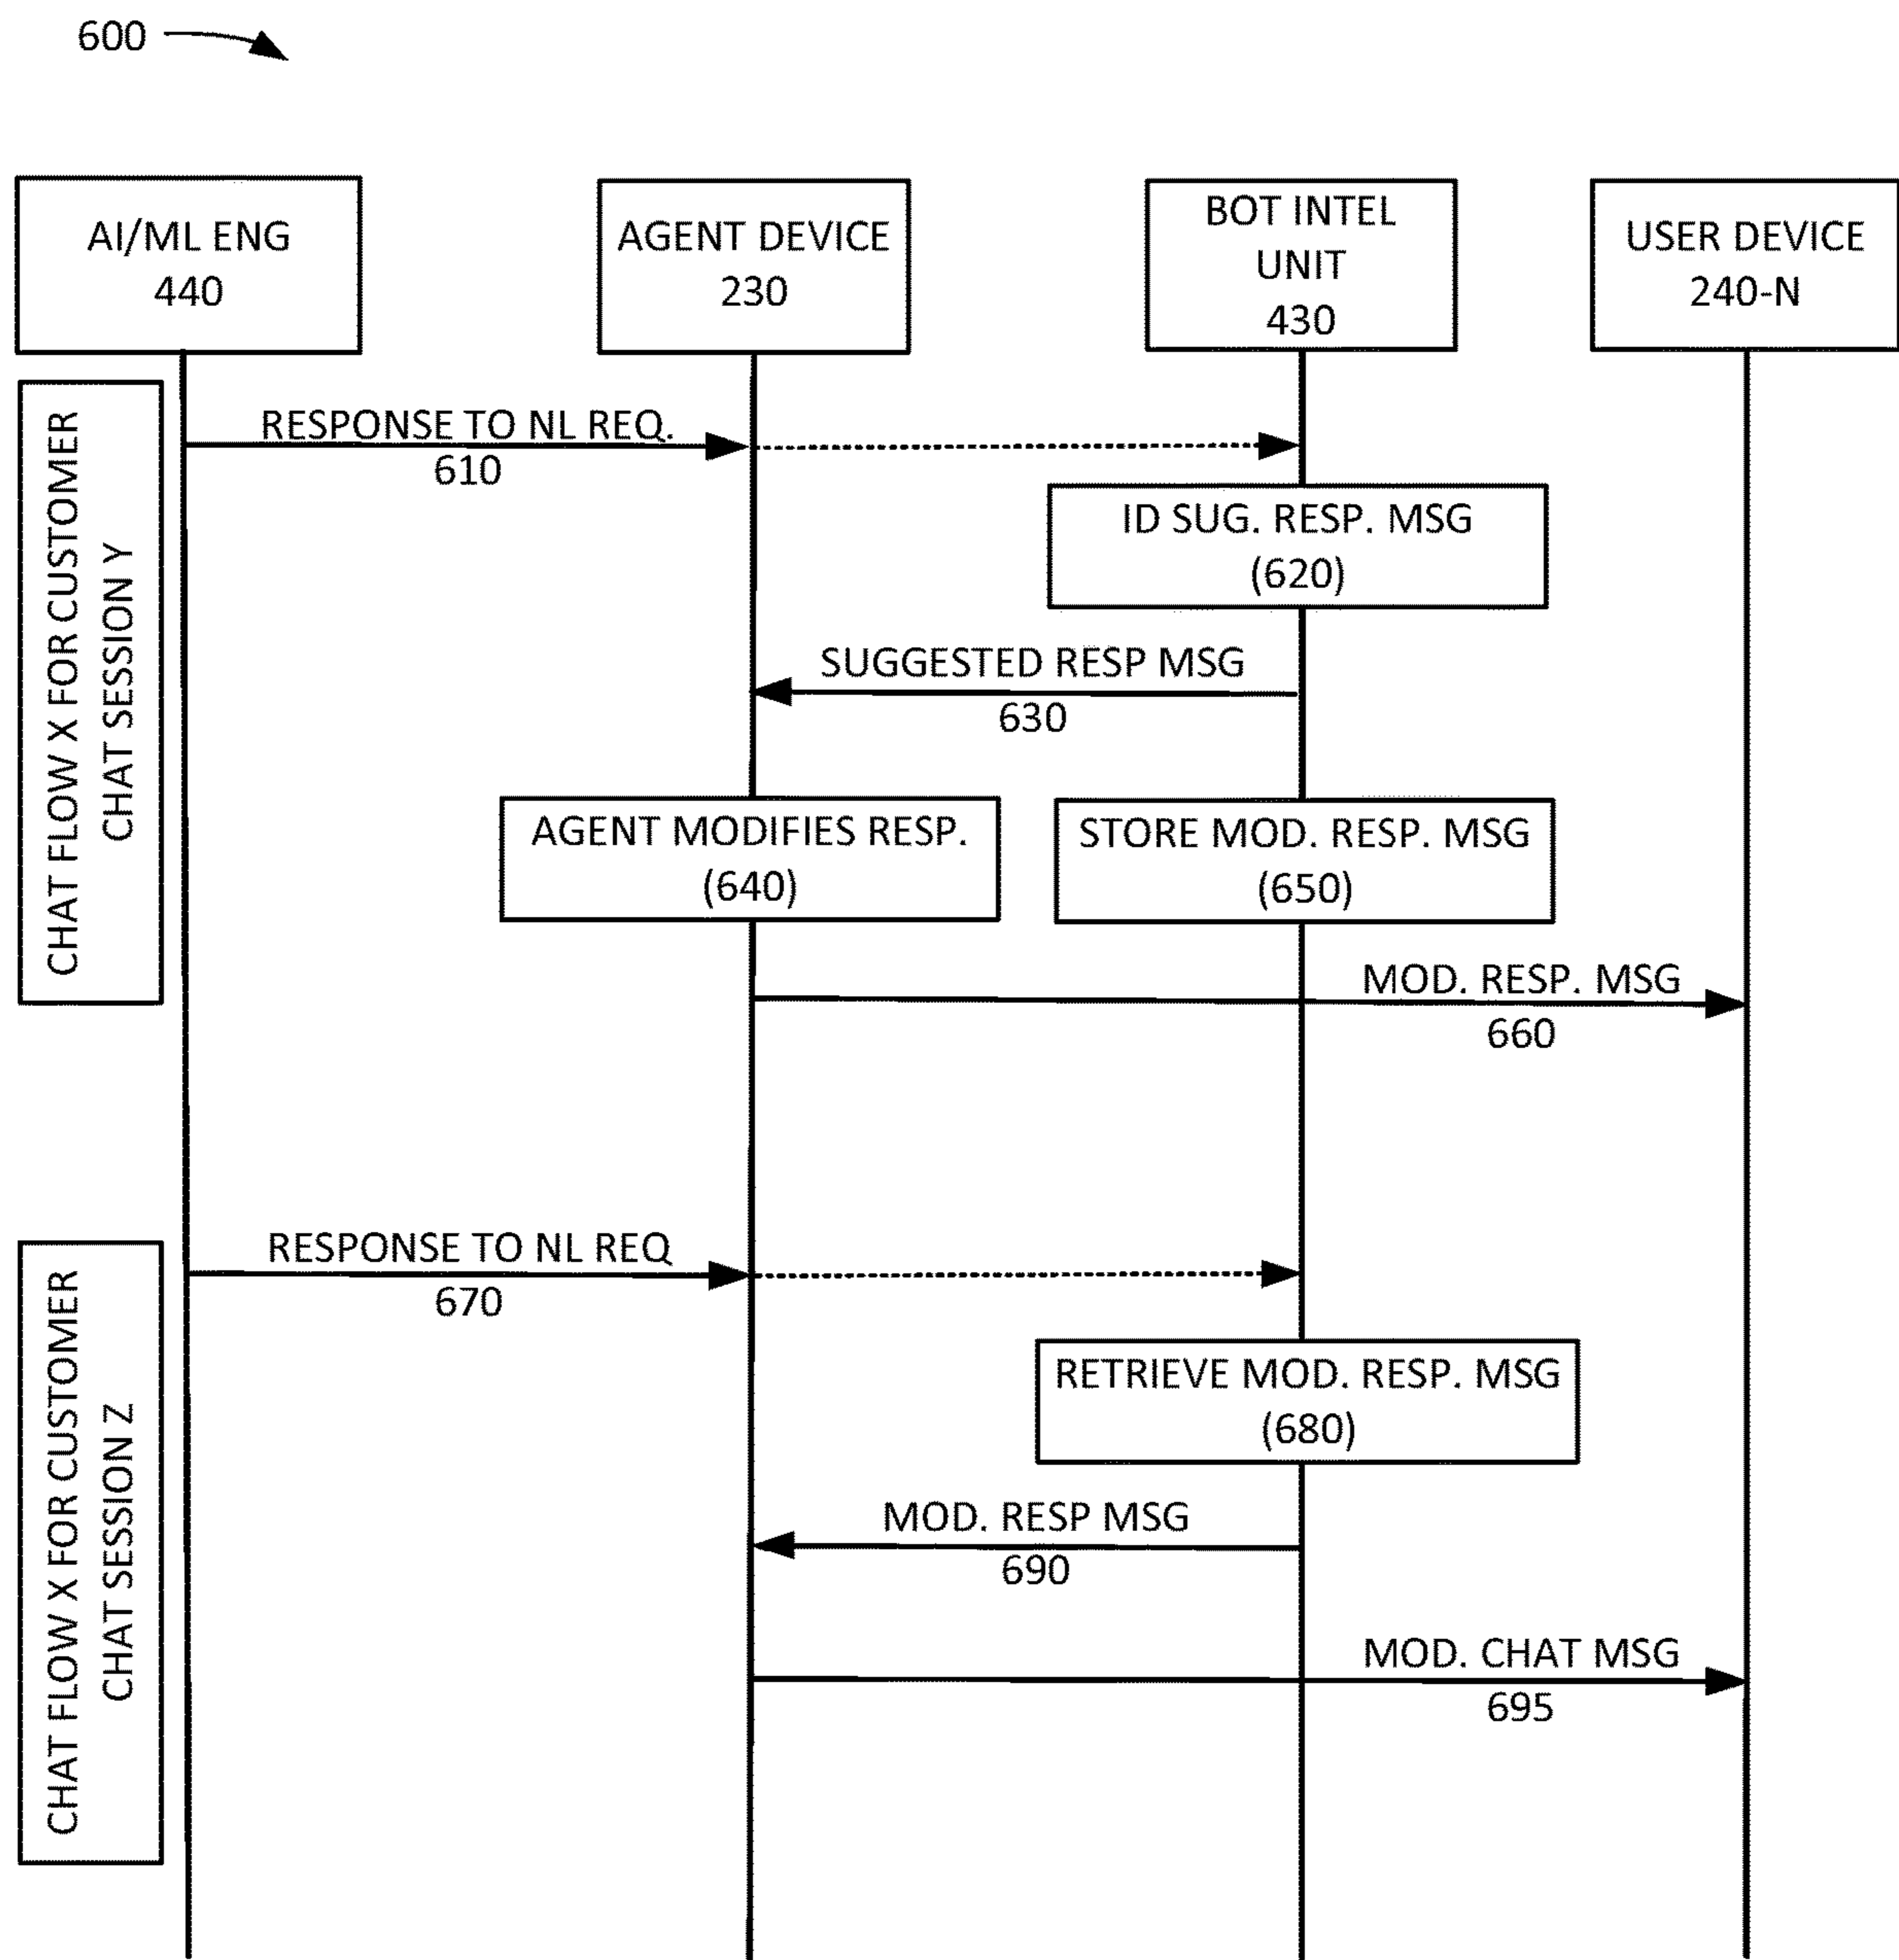 600
AI/ML ENG
440
AGENT DEVICE
230
BOT INTEL
UNIT
430
USER DEVICE
240-N
CHAT FLOW X FOR CUSTOMER
CHAT SESSION Y
RESPONSE TO NL REQ.
610
ID SUG. RESP. MSG
(620)
SUGGESTED RESP MSG
630
AGENT MODIFIES RESP.
(640)
STORE MOD. RESP. MSG
(650)
MOD. RESP. MSG
660
CHAT FLOW X FOR CUSTOMER
CHAT SESSION Z
RESPONSE TO NL REQ
670
RETRIEVE MOD. RESP. MSG
(680)
MOD. RESP MSG
690
MOD. CHAT MSG
695